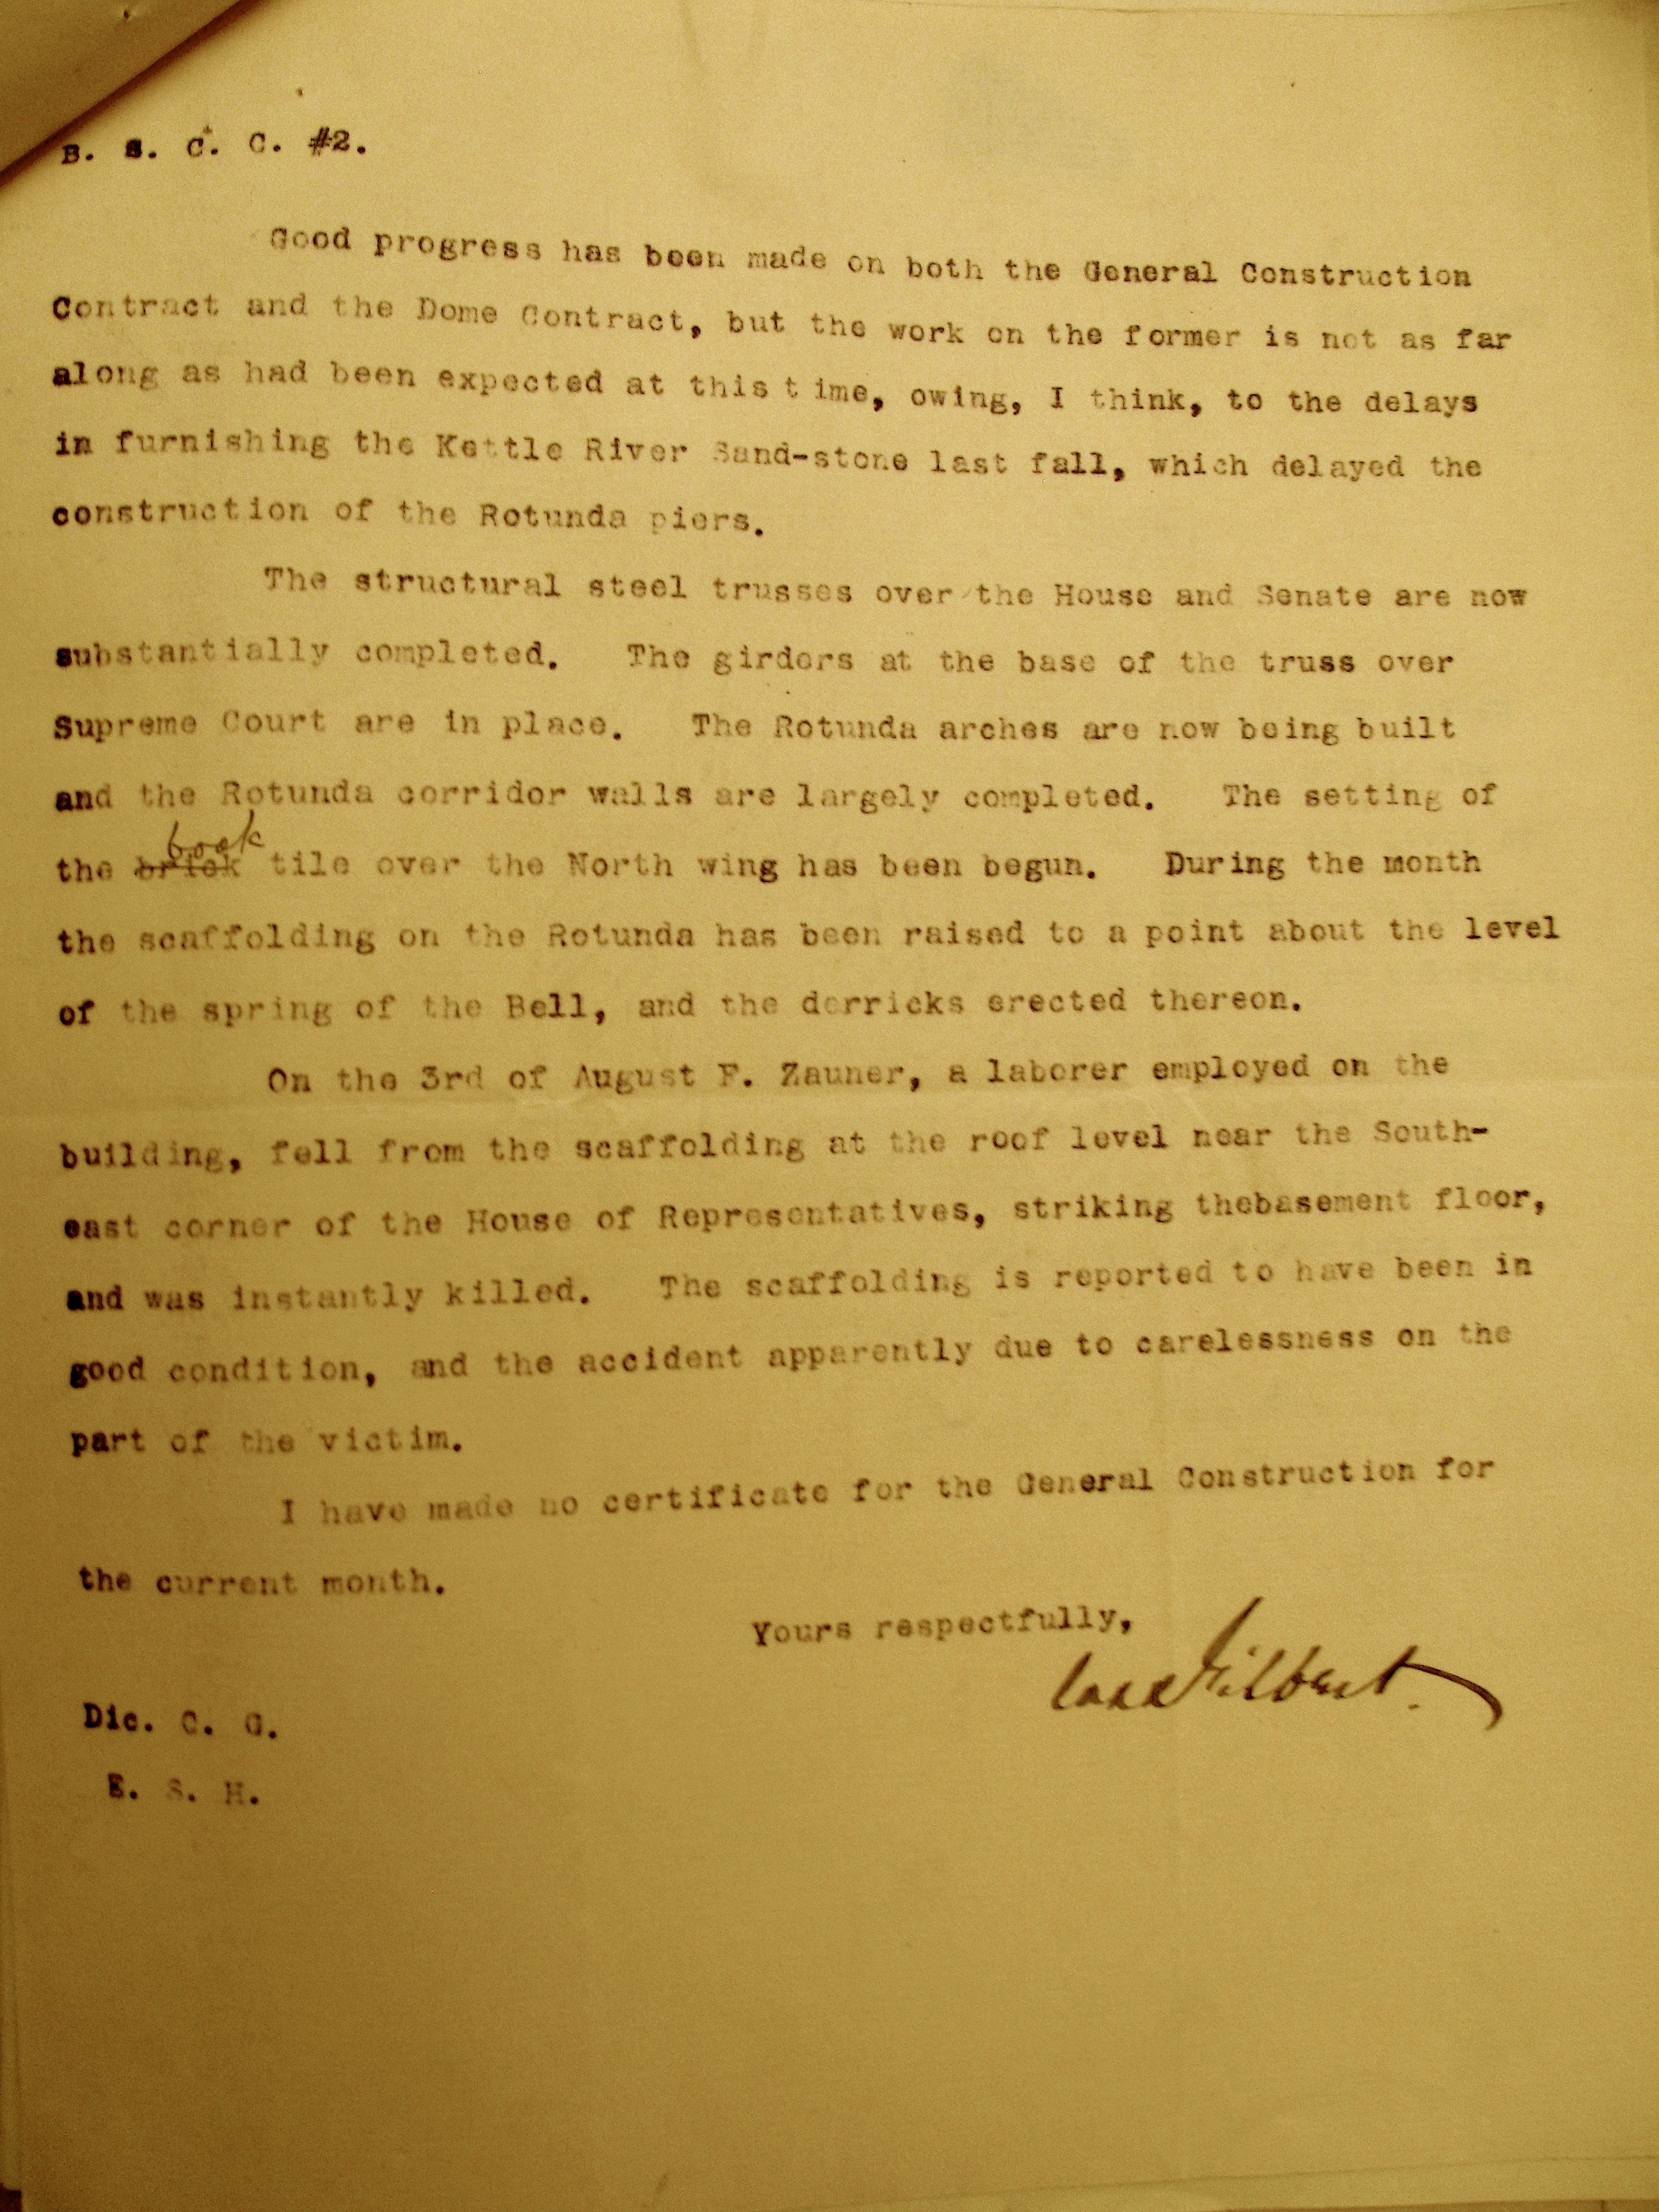 B. S. C. C. #2.
Good progress has been made on both the General Construction
Contract and the Dome Contract, but the work on the former is not as far
along as had been expected at this time, owing, I think, to the delays
in furnishing the Kettle River Sand-stone last fall, which delayed the
construction of the Rotunda piers.
The structural steel trusses over the House and Senate are now
substantially completed. The girders at the base of the truss over
Supreme Court are in place. The Rotunda arches are now being built
and the Rotunda corridor walls are largely completed. The setting of
book
the brick tile over the North wing has been begun. During the month
the scaffolding on the Rotunda has been raised to a point about the level
of the spring of the Bell, and the derricks erected thereon.
On the 3rd of August F. Zauner, a laborer employed on the
building, fell from the scaffolding at the roof level near the South-
east corner of the House of Representatives, striking thebasement floor,
and was instantly killed. The scaffolding is reported to have been in
good condition, and the accident apparently due to carelessness on the
part of the victim.
I have made no certificate for the General Construction for
the current month.
Yours respectfully,
Cass Gilbert.
Dic. C. G.
E. S. H.